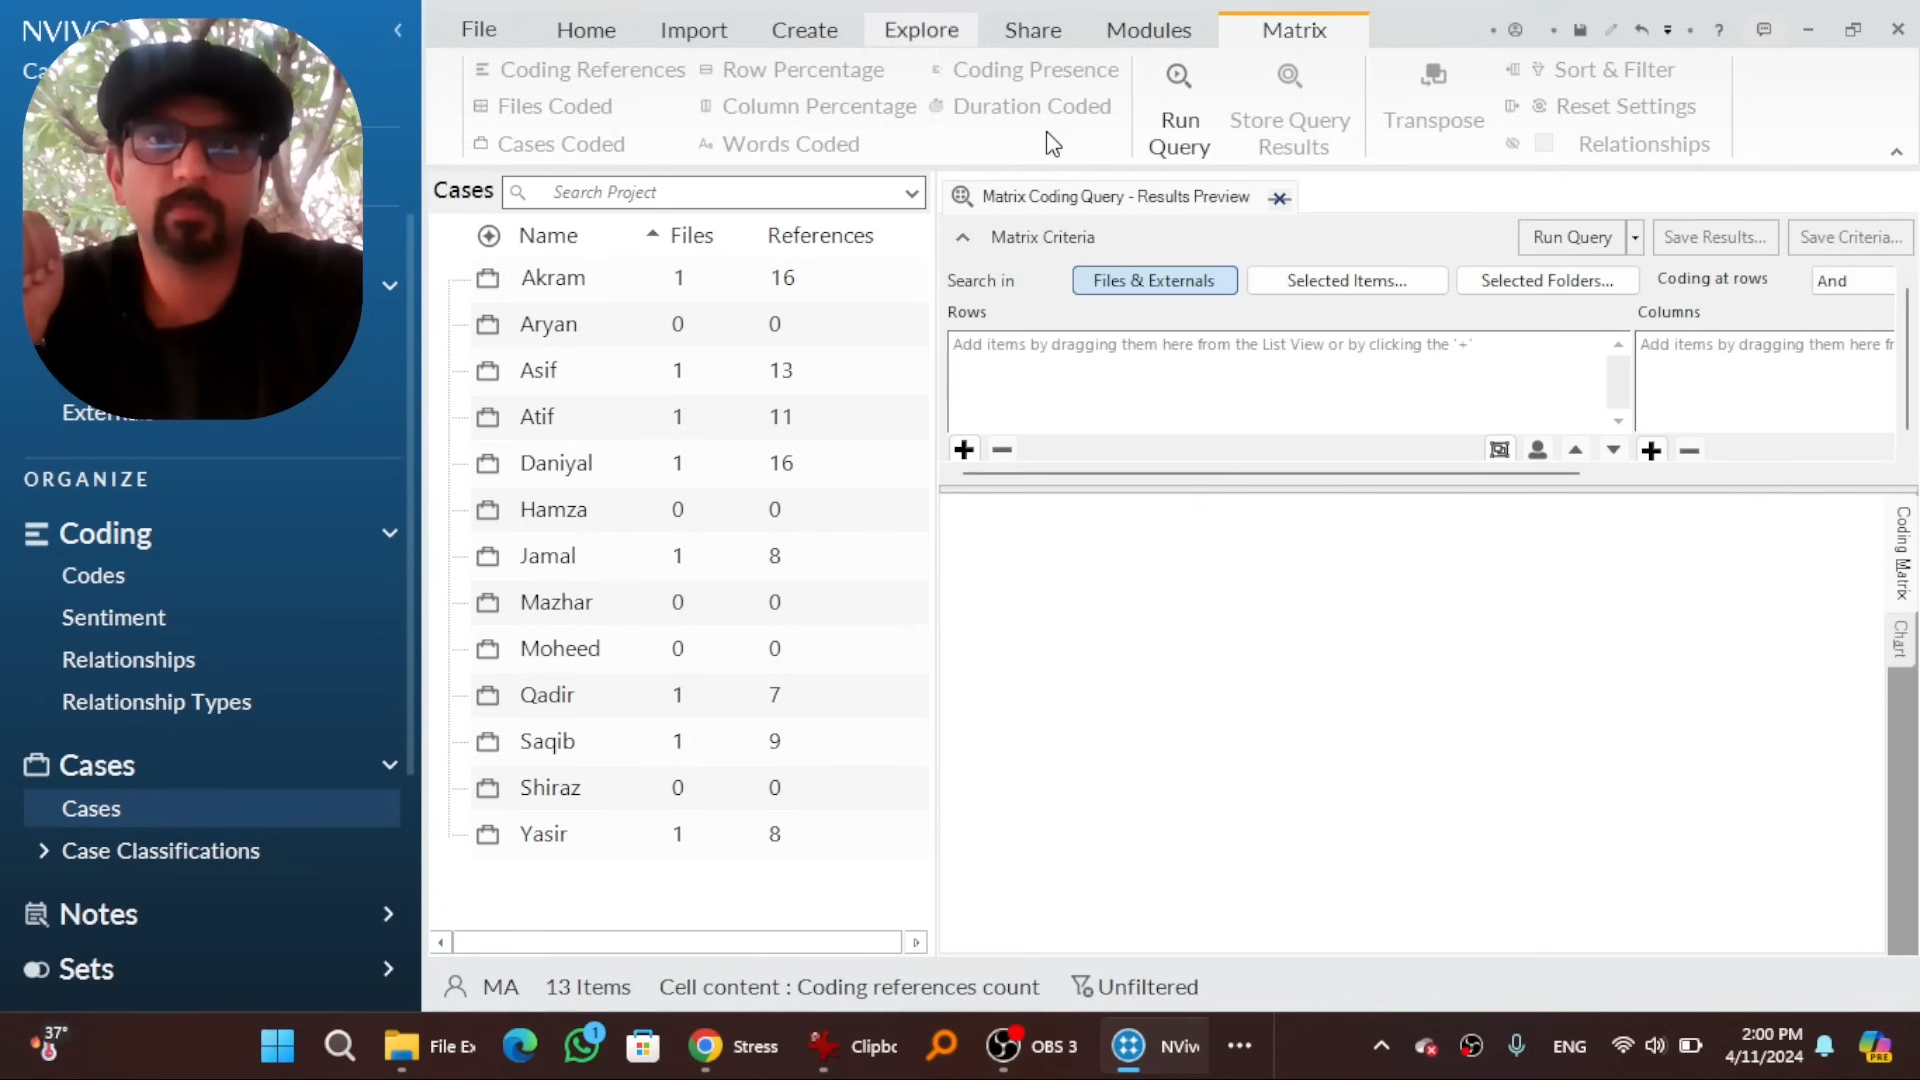 NVIVO
File Home Import Create Explore Share Modules Matrix
Coding References Row Percentage Coding Presence
Files Coded Column Percentage Duration Coded
Cases Coded Words Coded
Run Query
Store Query Results
Transpose
Sort & Filter
Reset Settings
Relationships
Externals
ORGANIZE
Coding
Codes
Sentiment
Relationships
Relationship Types
Cases
Cases
Case Classifications
Notes
Sets
Cases Search Project
Name Files References
Akram 1 16
Aryan 0 0
Asif 1 13
Atif 1 11
Daniyal 1 16
Hamza 0 0
Jamal 1 8
Mazhar 0 0
Moheed 0 0
Qadir 1 7
Saqib 1 9
Shiraz 0 0
Yasir 1 8
Matrix Coding Query - Results Preview
Matrix Criteria Run Query Save Results... Save Criteria...
Search in Files & Externals Selected Items... Selected Folders... Coding at rows And
Rows Columns
Add items by dragging them here from the List View or by clicking the '+' Add items by dragging them here fr
Coding Matrix
Chart
MA 13 Items Cell content : Coding references count Unfiltered
37° File Ex 1 Stress Clipbc OBS 3 NViv ENG 2:00 PM
4/11/2024 PRE